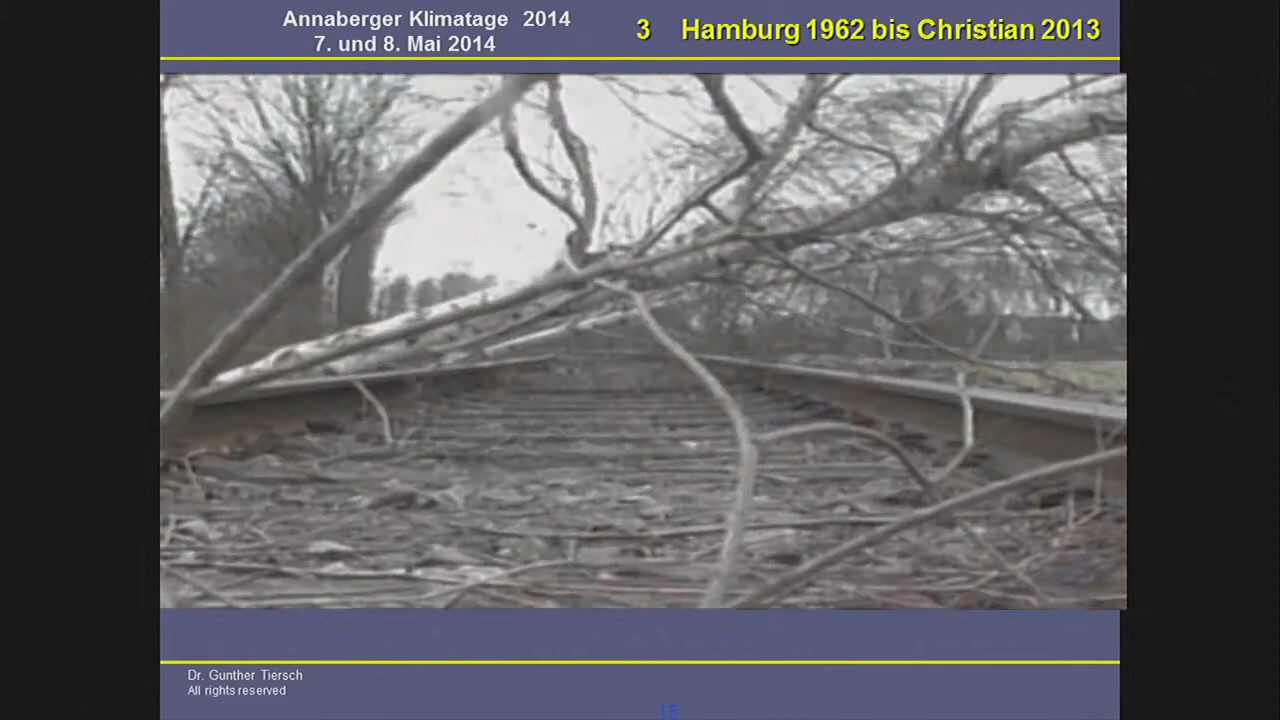 Annaberger Klimatage 2014
7. und 8. Mai 2014
3 Hamburg 1962 bis Christian 2013
Dr. Gunther Tiersch
All rights reserved
15